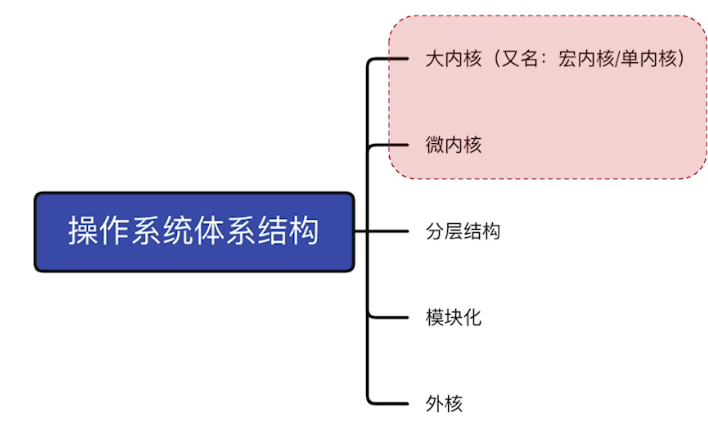 大内核（又名：宏内核/单内核）
微内核
操作系统体系结构
分层结构
模块化
外核